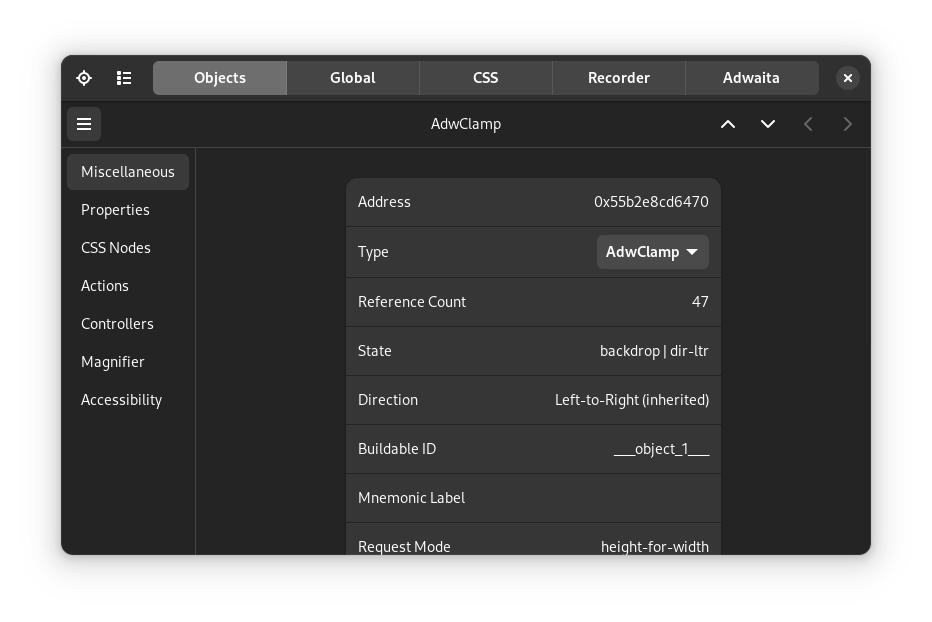 Objects Global CSS Recorder Adwaita
AdwClamp
Miscellaneous
Properties
CSS Nodes
Actions
Controllers
Magnifier
Accessibility
Address 0x55b2e8cd6470
Type AdwClamp
Reference Count 47
State backdrop | dir-ltr
Direction Left-to-Right (inherited)
Buildable ID ___object_1___
Mnemonic Label
Request Mode height-for-width